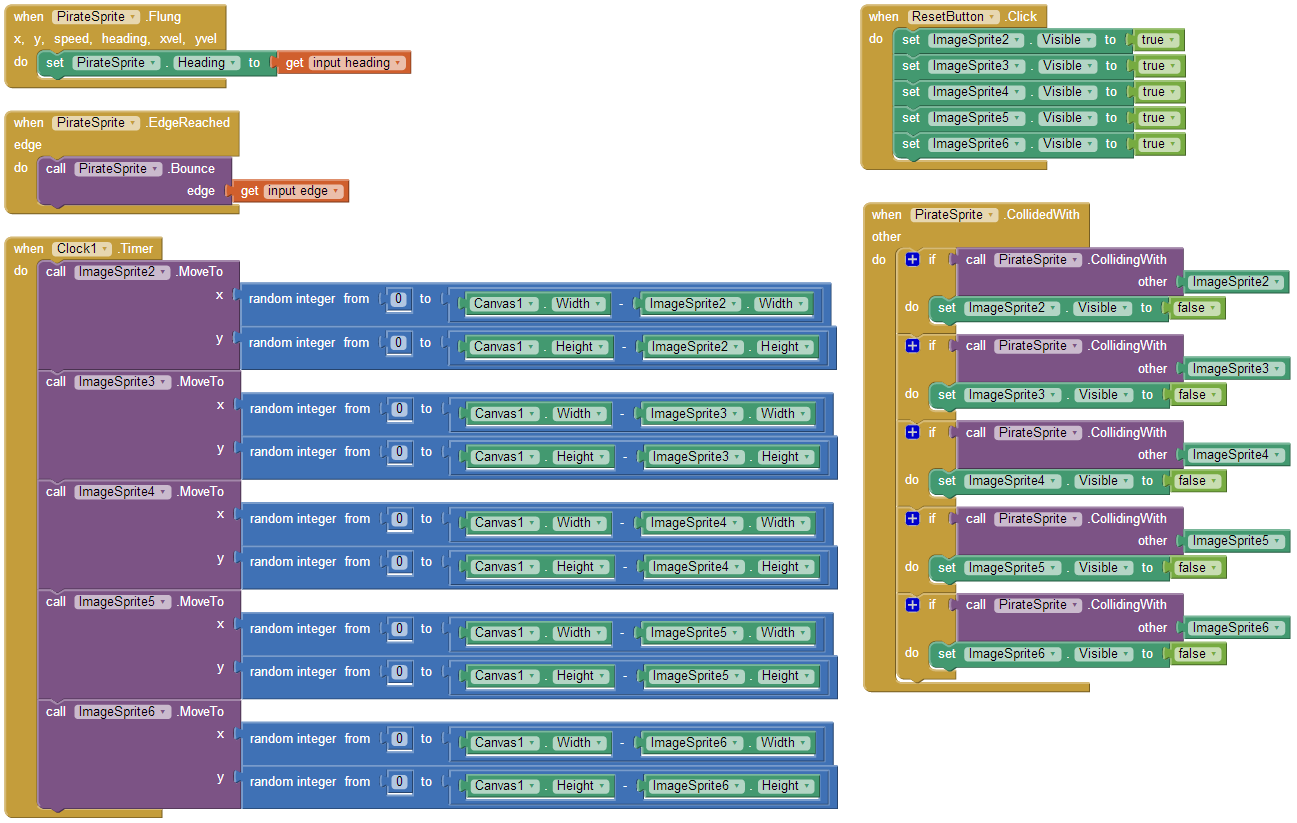 when PirateSprite .Flung
x, y, speed, heading, xvel, yvel
do set PirateSprite . Heading to get input heading
when PirateSprite .EdgeReached
edge
do call PirateSprite .Bounce
edge get input edge
when Clock1 .Timer
do call ImageSprite2 .MoveTo
x random integer from 0 to Canvas1 . Width - ImageSprite2 . Width
y random integer from 0 to Canvas1 . Height - ImageSprite2 . Height
call ImageSprite3 .MoveTo
x random integer from 0 to Canvas1 . Width - ImageSprite3 . Width
y random integer from 0 to Canvas1 . Height - ImageSprite3 . Height
call ImageSprite4 .MoveTo
x random integer from 0 to Canvas1 . Width - ImageSprite4 . Width
y random integer from 0 to Canvas1 . Height - ImageSprite4 . Height
call ImageSprite5 .MoveTo
x random integer from 0 to Canvas1 . Width - ImageSprite5 . Width
y random integer from 0 to Canvas1 . Height - ImageSprite5 . Height
call ImageSprite6 .MoveTo
x random integer from 0 to Canvas1 . Width - ImageSprite6 . Width
y random integer from 0 to Canvas1 . Height - ImageSprite6 . Height
when ResetButton .Click
do set ImageSprite2 . Visible to true
set ImageSprite3 . Visible to true
set ImageSprite4 . Visible to true
set ImageSprite5 . Visible to true
set ImageSprite6 . Visible to true
when PirateSprite .CollidedWith
other
do if call PirateSprite .CollidingWith
other ImageSprite2
do set ImageSprite2 . Visible to false
if call PirateSprite .CollidingWith
other ImageSprite3
do set ImageSprite3 . Visible to false
if call PirateSprite .CollidingWith
other ImageSprite4
do set ImageSprite4 . Visible to false
if call PirateSprite .CollidingWith
other ImageSprite5
do set ImageSprite5 . Visible to false
if call PirateSprite .CollidingWith
other ImageSprite6
do set ImageSprite6 . Visible to false